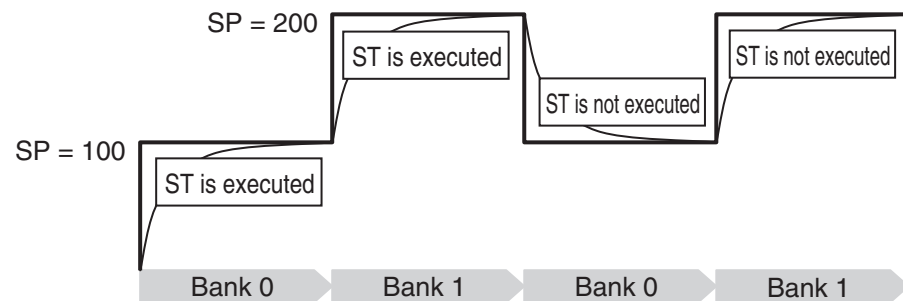 SP = 200
ST is executed
ST is not executed
ST is not executed
SP = 100
ST is executed
Bank 0 Bank 1 Bank 0 Bank 1